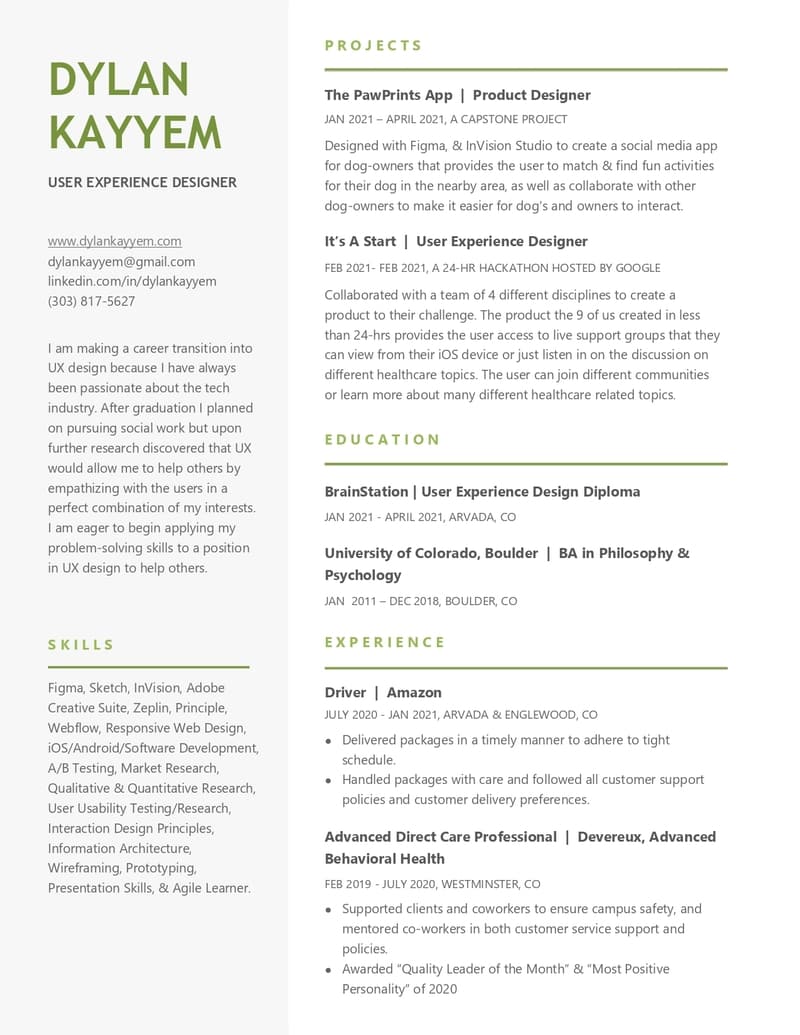 DYLAN
KAYYEM
USER EXPERIENCE DESIGNER
www.dylankayyem.com
dylankayyem@gmail.com
linkedin.com/in/dylankayyem
(303) 817-5627
I am making a career transition into
UX design because I have always
been passionate about the tech
industry. After graduation I planned
on pursuing social work but upon
further research discovered that UX
would allow me to help others by
empathizing with the users in a
perfect combination of my interests.
I am eager to begin applying my
problem-solving skills to a position
in UX design to help others.
SKILLS
Figma, Sketch, InVision, Adobe
Creative Suite, Zeplin, Principle,
Webflow, Responsive Web Design,
iOS/Android/Software Development,
A/B Testing, Market Research,
Qualitative & Quantitative Research,
User Usability Testing/Research,
Interaction Design Principles,
Information Architecture,
Wireframing, Prototyping,
Presentation Skills, & Agile Learner.
PROJECTS
The PawPrints App | Product Designer
JAN 2021 – APRIL 2021, A CAPSTONE PROJECT
Designed with Figma, & InVision Studio to create a social media app
for dog-owners that provides the user to match & find fun activities
for their dog in the nearby area, as well as collaborate with other
dog-owners to make it easier for dog's and owners to interact.
It's A Start | User Experience Designer
FEB 2021- FEB 2021, A 24-HR HACKATHON HOSTED BY GOOGLE
Collaborated with a team of 4 different disciplines to create a
product to their challenge. The product the 9 of us created in less
than 24-hrs provides the user access to live support groups that they
can view from their iOS device or just listen in on the discussion on
different healthcare topics. The user can join different communities
or learn more about many different healthcare related topics.
EDUCATION
BrainStation | User Experience Design Diploma
JAN 2021 - APRIL 2021, ARVADA, CO
University of Colorado, Boulder | BA in Philosophy &
Psychology
JAN 2011 – DEC 2018, BOULDER, CO
EXPERIENCE
Driver | Amazon
JULY 2020 - JAN 2021, ARVADA & ENGLEWOOD, CO
• Delivered packages in a timely manner to adhere to tight
schedule.
• Handled packages with care and followed all customer support
policies and customer delivery preferences.
Advanced Direct Care Professional | Devereux, Advanced
Behavioral Health
FEB 2019 - JULY 2020, WESTMINSTER, CO
• Supported clients and coworkers to ensure campus safety, and
mentored co-workers in both customer service support and
policies.
• Awarded "Quality Leader of the Month" & "Most Positive
Personality" of 2020